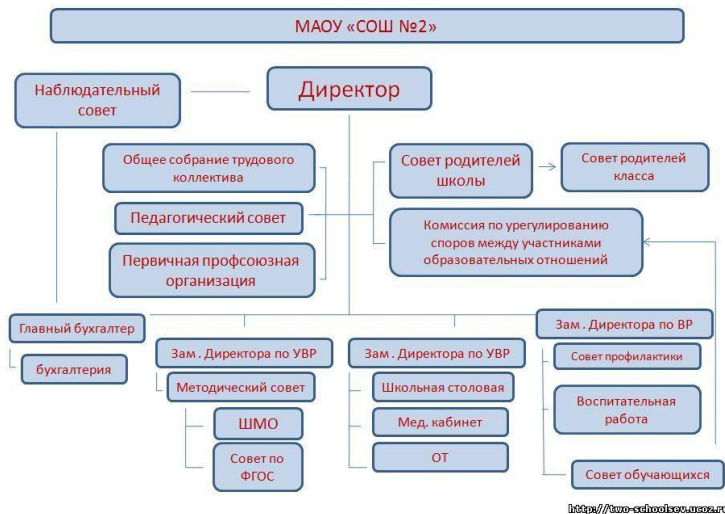 МАОУ «СОШ №2»
Наблюдательный
совет
Директор
Общее собрание трудового
коллектива
Педагогический совет
Первичная профсоюзная
организация
Совет родителей
школы
Совет родителей
класса
Комиссия по урегулированию
споров между участниками
образовательных отношений
Главный бухгалтер
бухгалтерия
Зам . Директора по УВР
Методический совет
ШМО
Совет по
ФГОС
Зам . Директора по УВР
Школьная столовая
Мед. кабинет
ОТ
Зам . Директора по ВР
Совет профилактики
Воспитательная
работа
Совет обучающихся
http://two-schoolsev.ucoz.r